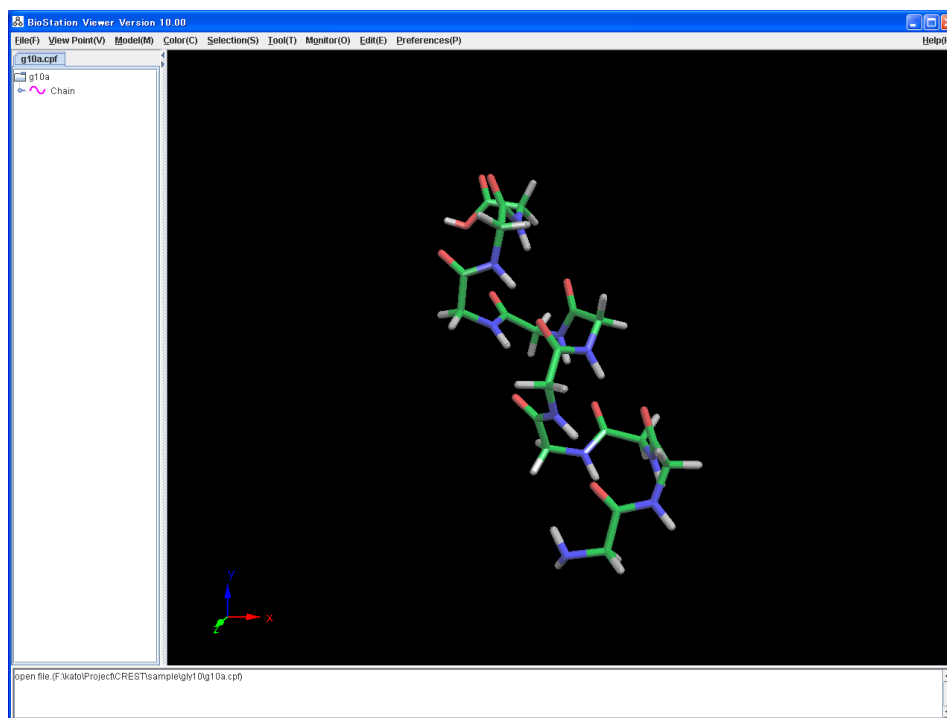 BioStation Viewer Version 10.00
File(F) View Point(V) Model(M) Color(C) Selection(S) Tool(T) Monitor(O) Edit(E) Preferences(P)
g10a.cpf
g10a
Chain
Y
X
Z
open file.(F:\kato\Project\CREST\sample\gly10\g10a.cpf)